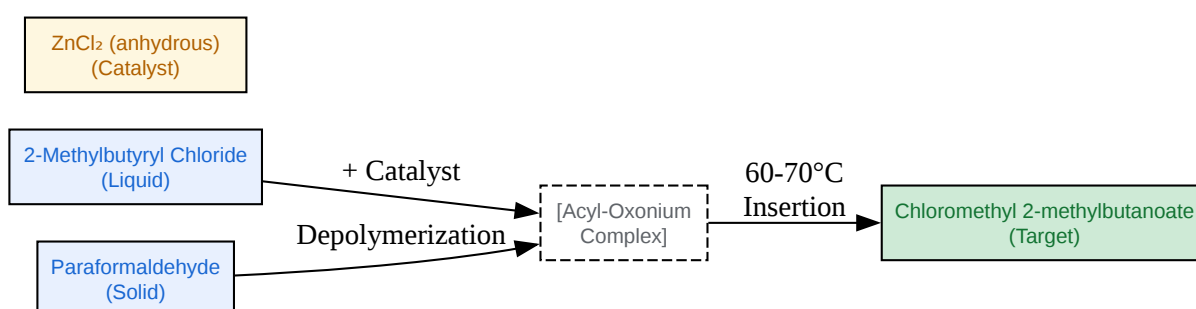 ZnCl₂ (anhydrous)
(Catalyst)
2-Methylbutyryl Chloride
(Liquid)
+ Catalyst
Paraformaldehyde
(Solid)
Depolymerization
[Acyl-Oxonium
Complex]
60-70°C
Insertion
Chloromethyl 2-methylbutanoate
(Target)